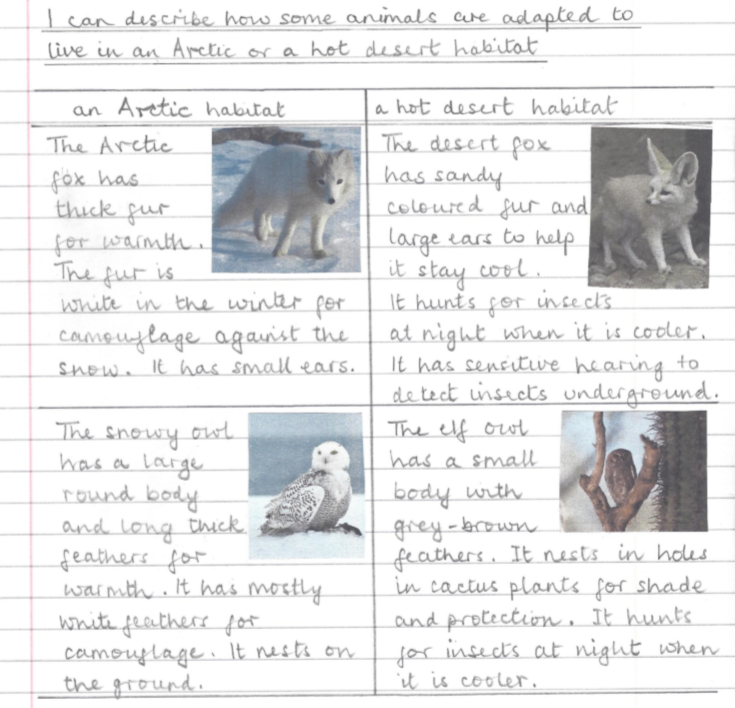 I can describe how some animals are adapted to
live in an Arctic or a hot desert habitat
an Arctic habitat
a hot desert habitat
The Arctic
fox has
thick fur
for warmth.
The fur is
white in the winter for
camouflage against the
snow. It has small ears.
The desert fox
has sandy
coloured fur and
large ears to help
it stay cool.
It hunts for insects
at night when it is cooler.
It has sensitive hearing to
detect insects underground.
The snowy owl
has a large
round body
and long thick
feathers for
warmth. It has mostly
white feathers for
camouflage. It nests on
the ground.
The elf owl
has a small
body with
grey-brown
feathers. It nests in holes
in cactus plants for shade
and protection. It hunts
for insects at night when
it is cooler.